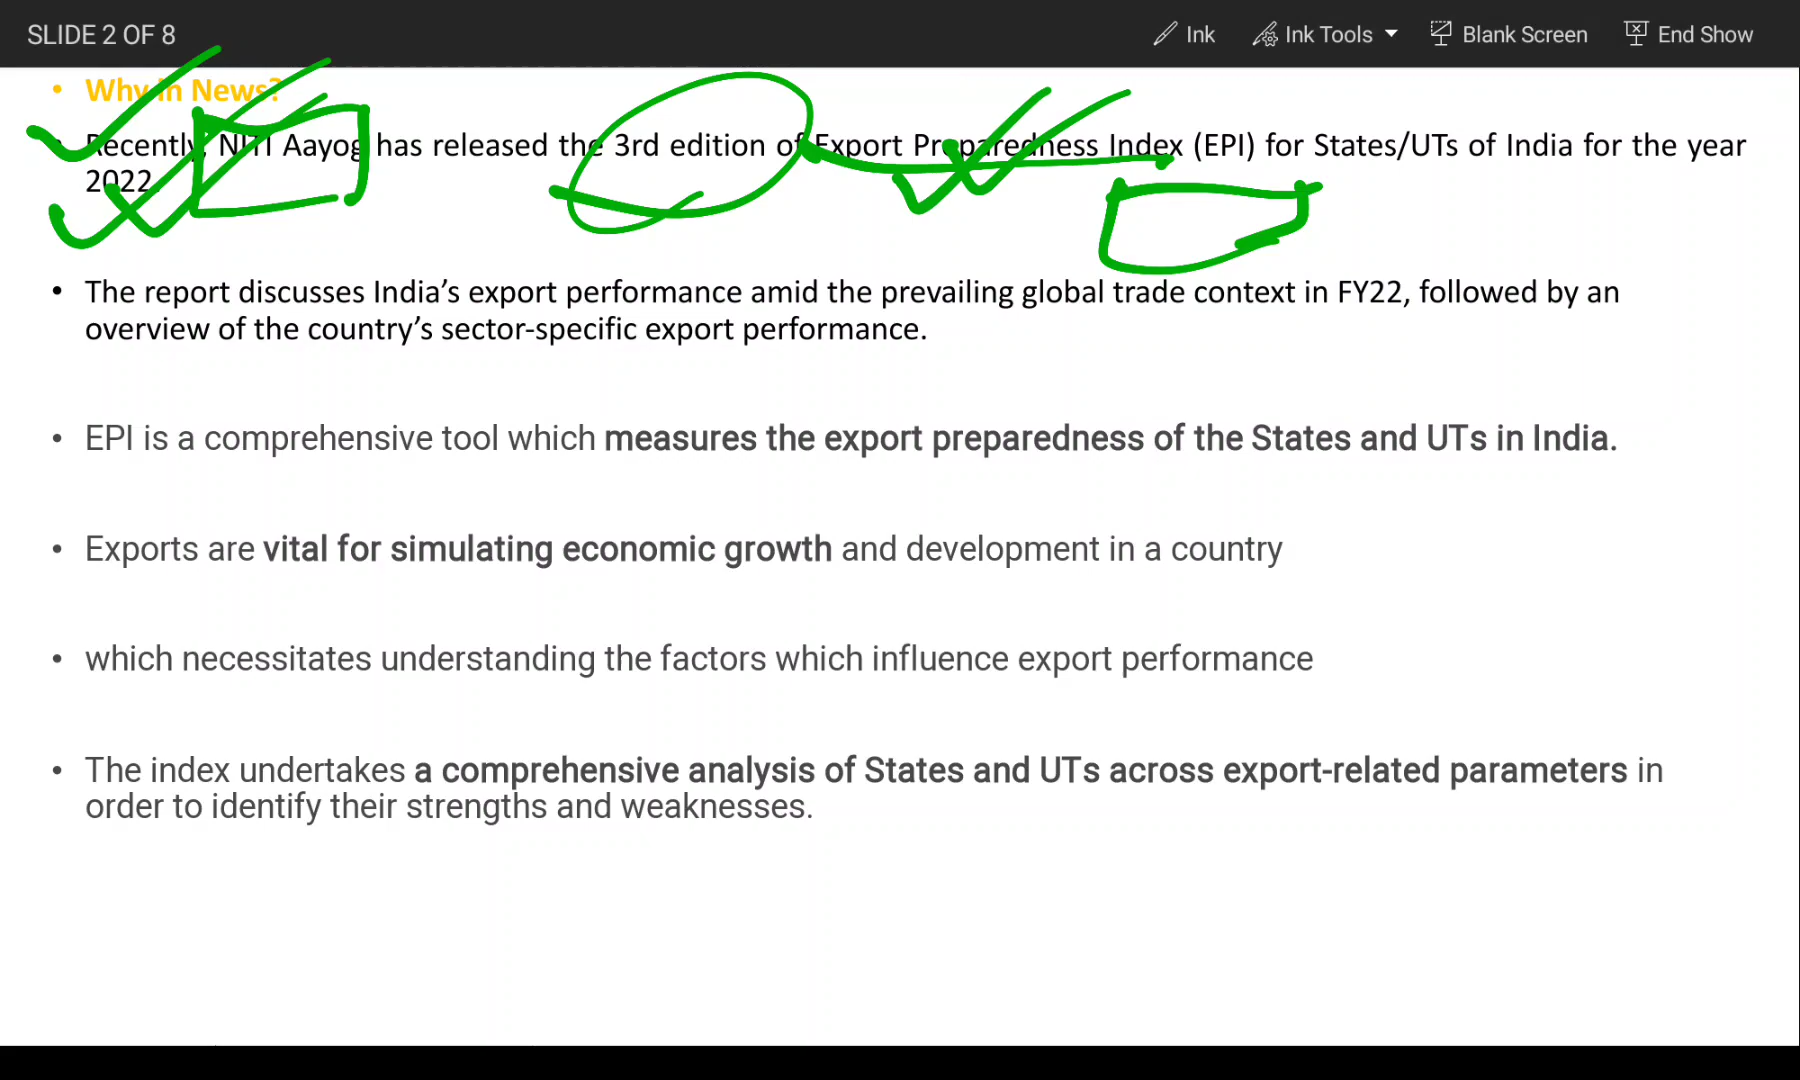 SLIDE 2 OF 8
Ink
Ink Tools
Blank Screen
End Show
• Why in News?
• Recently, NITI Aayog has released the 3rd edition of Export Preparedness Index (EPI) for States/UTs of India for the year
2022.
• The report discusses India’s export performance amid the prevailing global trade context in FY22, followed by an
overview of the country’s sector-specific export performance.
• EPI is a comprehensive tool which measures the export preparedness of the States and UTs in India.
• Exports are vital for simulating economic growth and development in a country
• which necessitates understanding the factors which influence export performance
• The index undertakes a comprehensive analysis of States and UTs across export-related parameters in
order to identify their strengths and weaknesses.